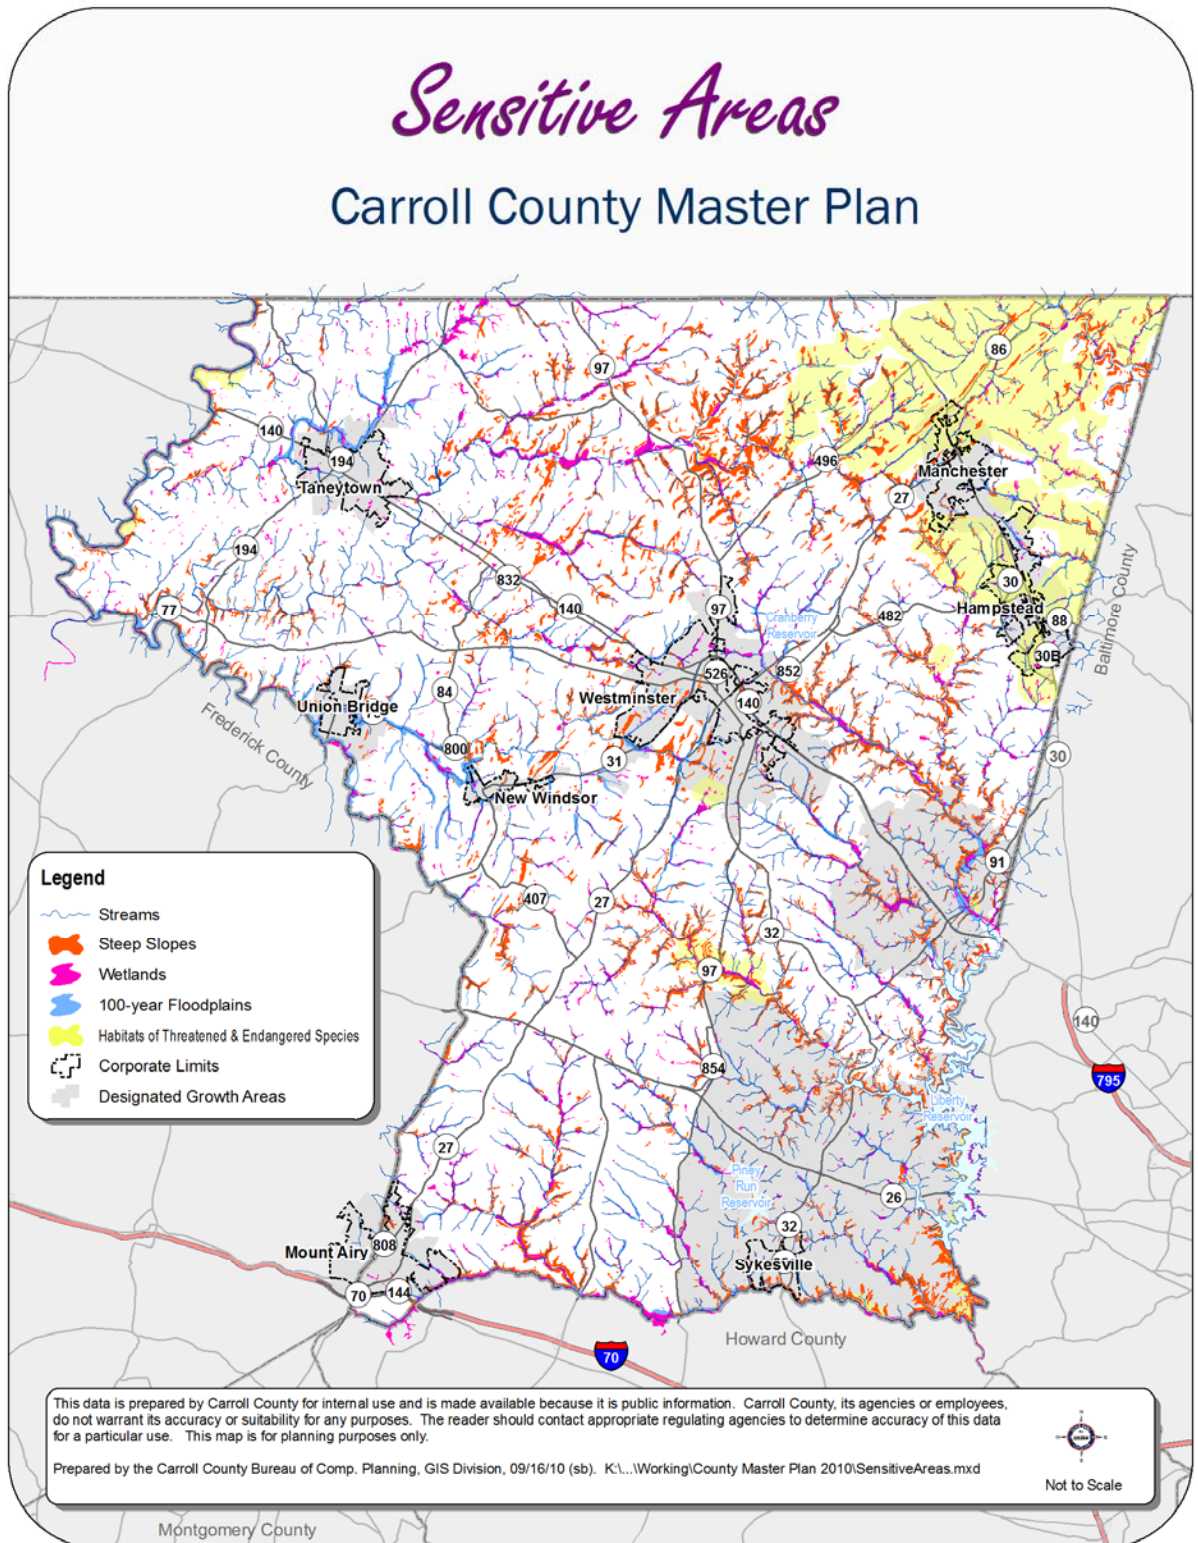 Sensitive Areas
Carroll County Master Plan
86
97
140
194
496
Manchester
27
Taneytown
194
832
140
30
77
97
Hampstead
88
482
Cranberry
Reservoir
Baltimore County
30B
526
852
84
Westminster
140
Union Bridge
Frederick County
800
31
30
New Windsor
91
407
27
32
97
140
854
795
Liberty
Reservoir
27
Piney
Run
Reservoir
26
32
808
Mount Airy
Sykesville
70
144
Howard County
70
Legend
Streams
Steep Slopes
Wetlands
100-year Floodplains
Habitats of Threatened & Endangered Species
Corporate Limits
Designated Growth Areas
This data is prepared by Carroll County for internal use and is made available because it is public information. Carroll County, its agencies or employees,
do not warrant its accuracy or suitability for any purposes. The reader should contact appropriate regulating agencies to determine accuracy of this data
for a particular use. This map is for planning purposes only.
Prepared by the Carroll County Bureau of Comp. Planning, GIS Division, 09/16/10 (sb). K:\...\Working\County Master Plan 2010\SensitiveAreas.mxd
Not to Scale
Montgomery County